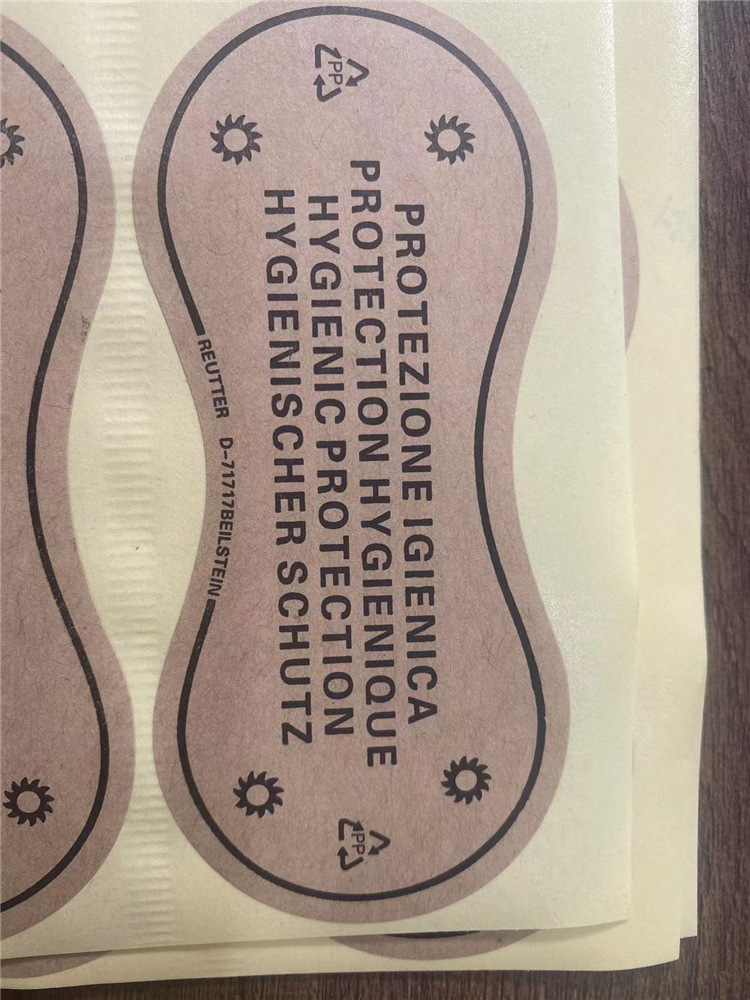 PP
PROTEZIONE IGIENICA
PROTECTION HYGIENIQUE
HYGIENIC PROTECTION
HYGIENISCHER SCHUTZ
REUTTER D-71717BEILSTEIN
PP